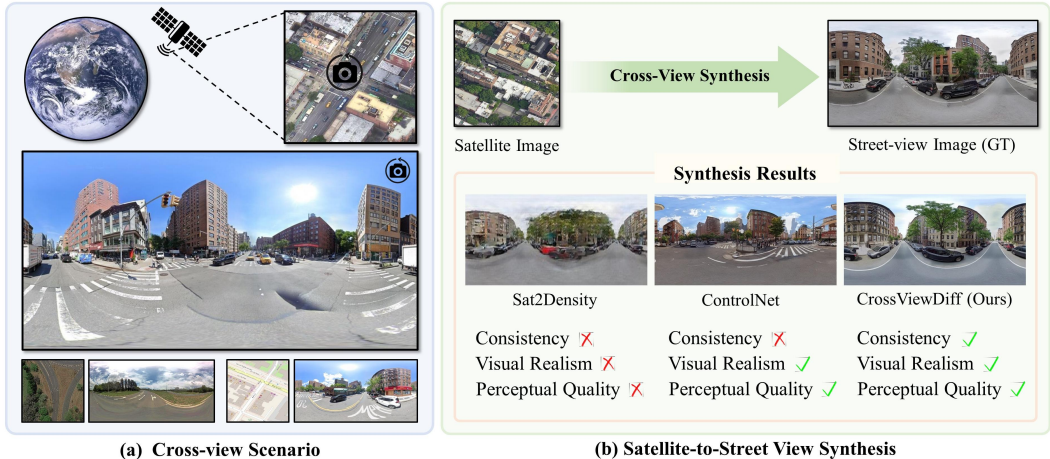 Cross-View Synthesis
Satellite Image
Street-view Image (GT)
Synthesis Results
Sat2Density
ControlNet
CrossViewDiff (Ours)
Consistency
Consistency
Consistency
Visual Realism
Visual Realism
Visual Realism
Perceptual Quality
Perceptual Quality
Perceptual Quality
(a) Cross-view Scenario
(b) Satellite-to-Street View Synthesis